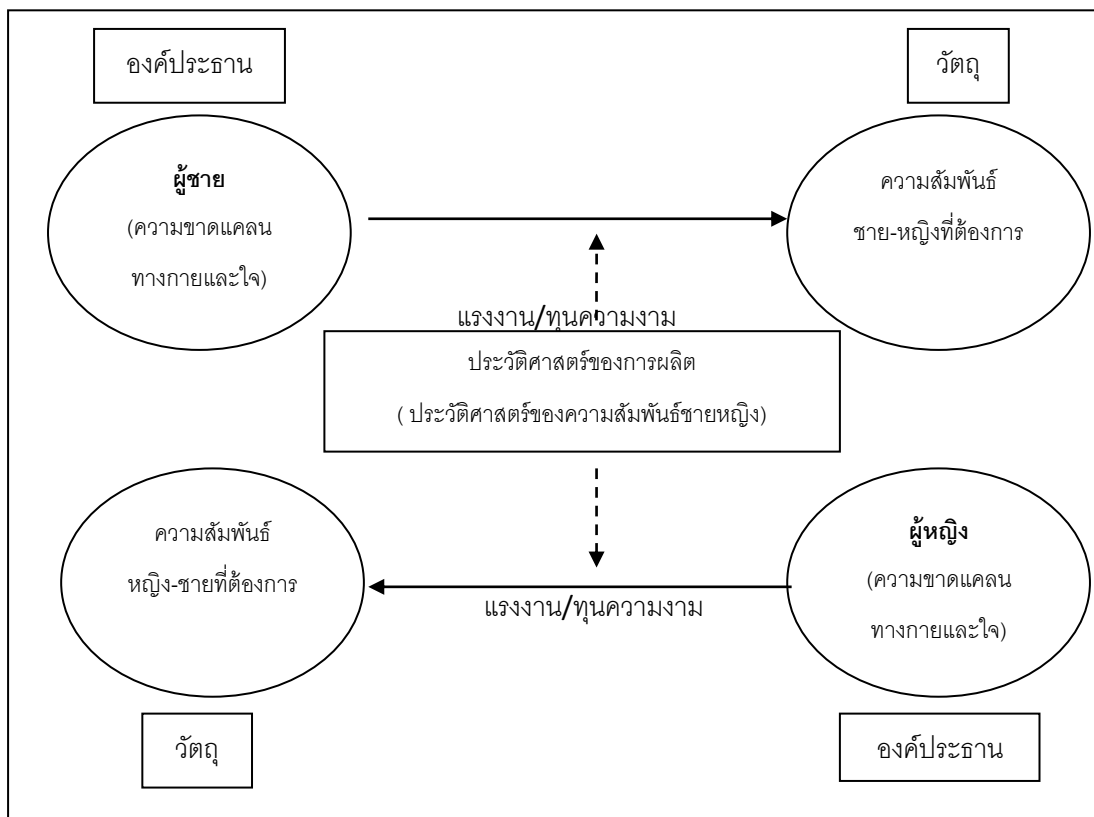 องค์ประธาน
วัตถุ
ผู้ชาย
(ความขาดแคลน
ทางกายและใจ)
ความสัมพันธ์
ชาย-หญิงที่ต้องการ
แรงงาน/ทุนความงาม
ประวัติศาสตร์ของการผลิต
( ประวัติศาสตร์ของความสัมพันธ์ชายหญิง)
ความสัมพันธ์
หญิง-ชายที่ต้องการ
ผู้หญิง
(ความขาดแคลน
ทางกายและใจ)
แรงงาน/ทุนความงาม
วัตถุ
องค์ประธาน